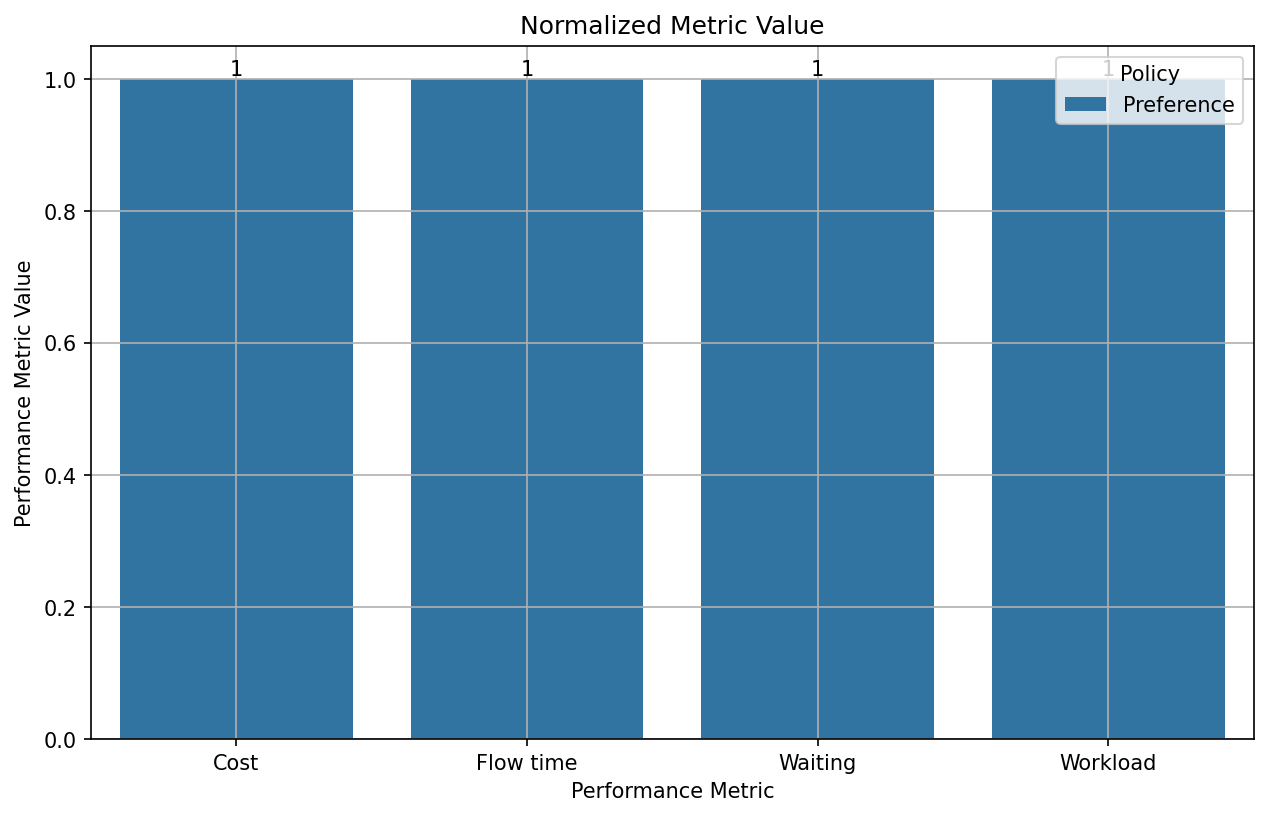 Normalized Metric Value
1 1 1 1
Policy
Preference
1.0
0.8
0.6
0.4
0.2
0.0
Performance Metric Value
Cost Flow time Waiting Workload
Performance Metric